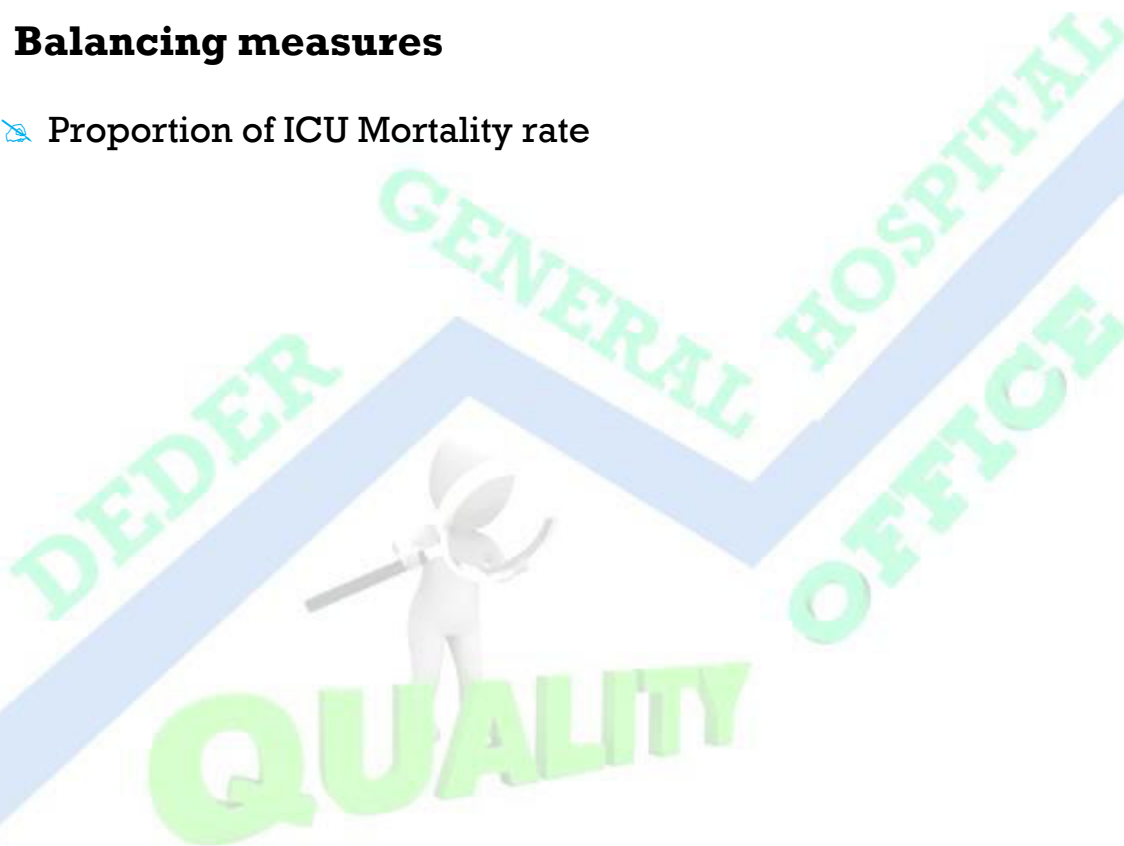 Balancing measures
Proportion of ICU Mortality rate
DEDER GENERAL HOSPITAL
OFFICE
QUALITY